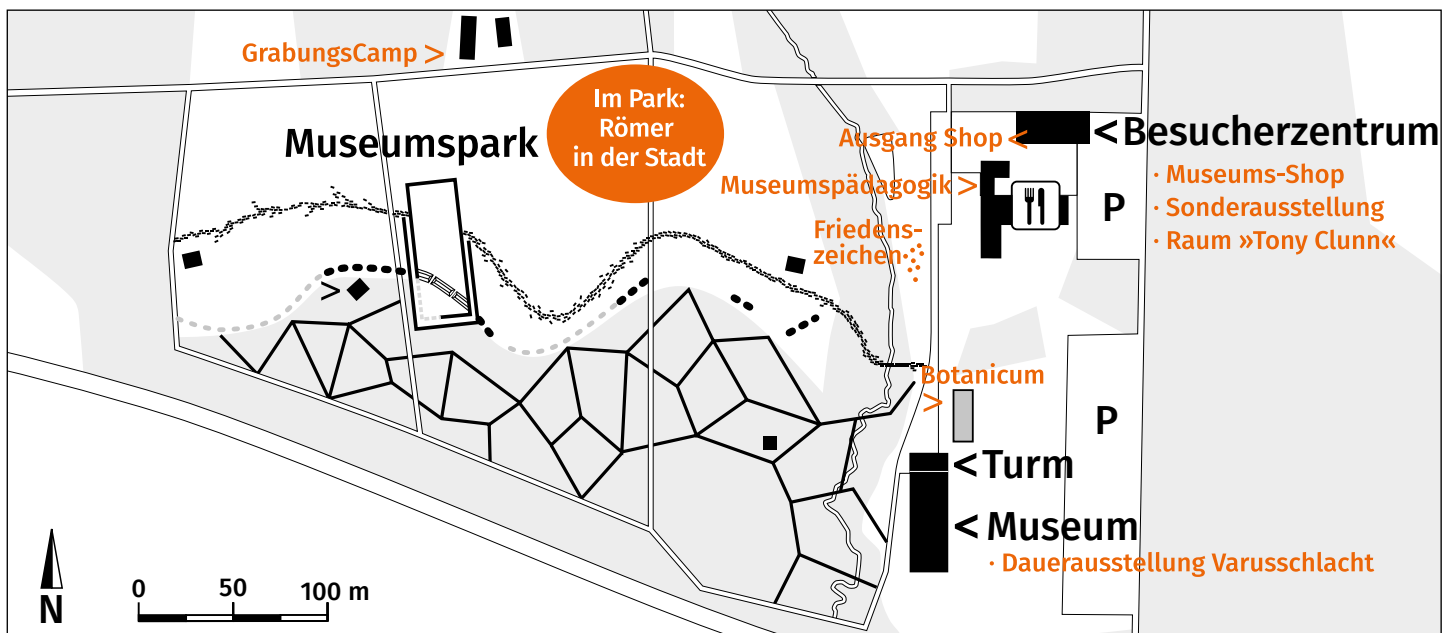 GrabungsCamp >
Im Park:
Römer
in der Stadt
Museumspark
Ausgang Shop <
< Besucherzentrum
· Museums-Shop
· Sonderausstellung
· Raum »Tony Clunn«
Museumspädagogik >
P
Friedens-
zeichen
>
Botanicum
>
P
< Turm
< Museum
· Dauerausstellung Varusschlacht
N
0 50 100 m